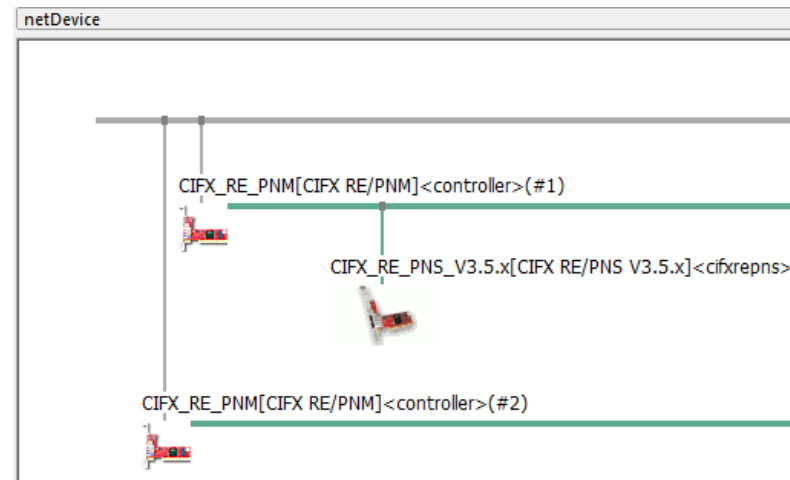 netDevice
CIFX_RE_PNM[CIFX RE/PNM]<controller>(#1)
CIFX_RE_PNS_V3.5.x[CIFX RE/PNS V3.5.x]<cifxrepns>
CIFX_RE_PNM[CIFX RE/PNM]<controller>(#2)